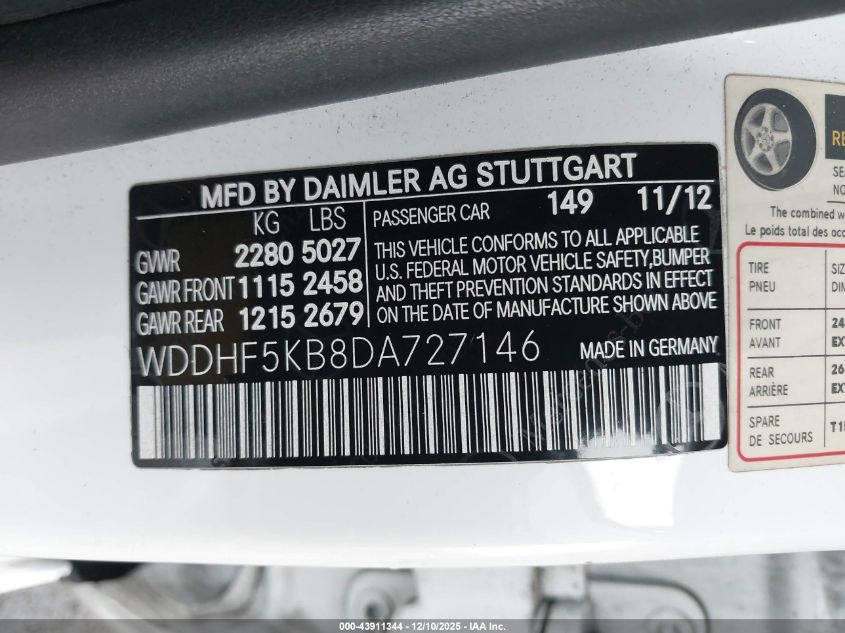 MFD BY DAIMLER AG STUTTGART
KG LBS
GVWR 2280 5027
GAWR FRONT 1115 2458
GAWR REAR 1215 2679
PASSENGER CAR 149 11/12
THIS VEHICLE CONFORMS TO ALL APPLICABLE
U.S. FEDERAL MOTOR VEHICLE SAFETY,BUMPER
AND THEFT PREVENTION STANDARDS IN EFFECT
ON THE DATE OF MANUFACTURE SHOWN ABOVE
WDDHF5KB8DA727146 MADE IN GERMANY
The combined
Le poids total des
TIRE
PNEU
FRONT
AVANT
REAR
ARRIÈRE
SPARE
DE SECOURS
000-43911344 — 12/10/2025 — IAA Inc.